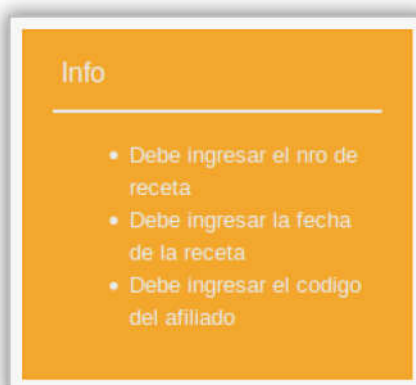 Info
• Debe ingresar el nro de
receta
• Debe ingresar la fecha
de la receta
• Debe ingresar el codigo
del afiliado